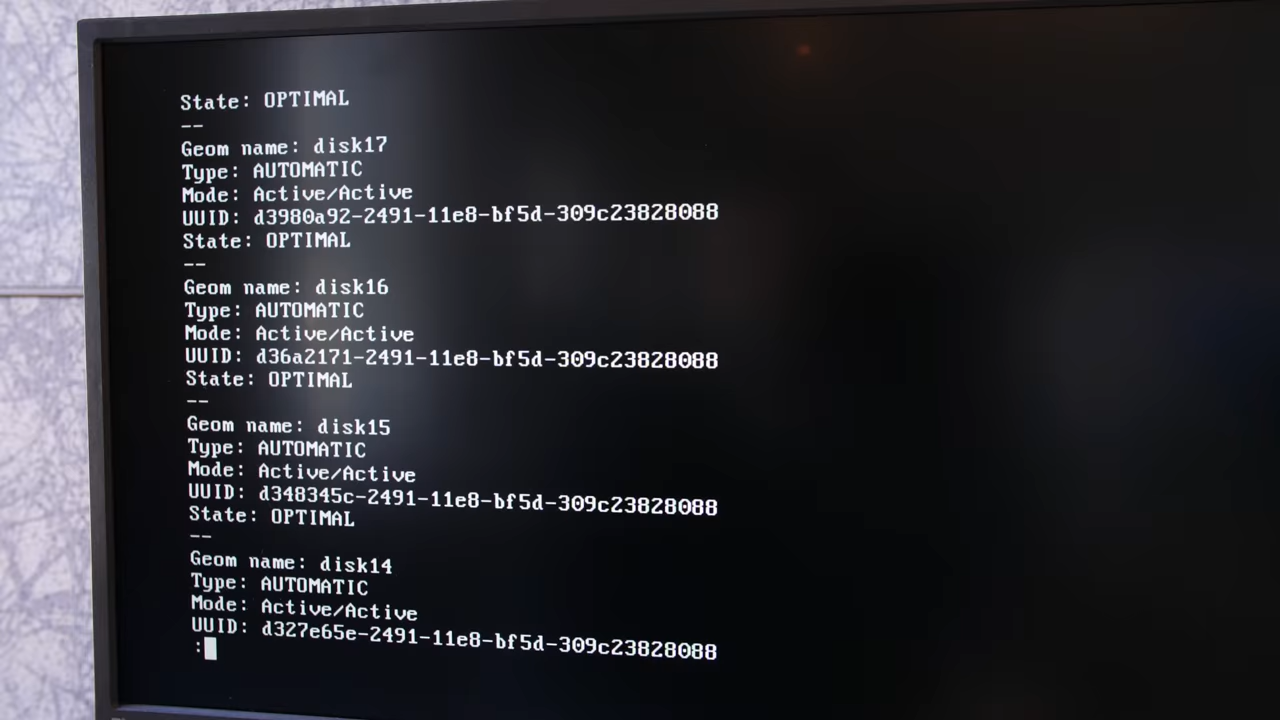 State: OPTIMAL
--
Geom name: disk17
Type: AUTOMATIC
Mode: Active/Active
UUID: d3980a92-2491-11e8-bf5d-309c23828088
State: OPTIMAL
--
Geom name: disk16
Type: AUTOMATIC
Mode: Active/Active
UUID: d36a2171-2491-11e8-bf5d-309c23828088
State: OPTIMAL
--
Geom name: disk15
Type: AUTOMATIC
Mode: Active/Active
UUID: d348345c-2491-11e8-bf5d-309c23828088
State: OPTIMAL
--
Geom name: disk14
Type: AUTOMATIC
Mode: Active/Active
UUID: d327e65e-2491-11e8-bf5d-309c23828088
: